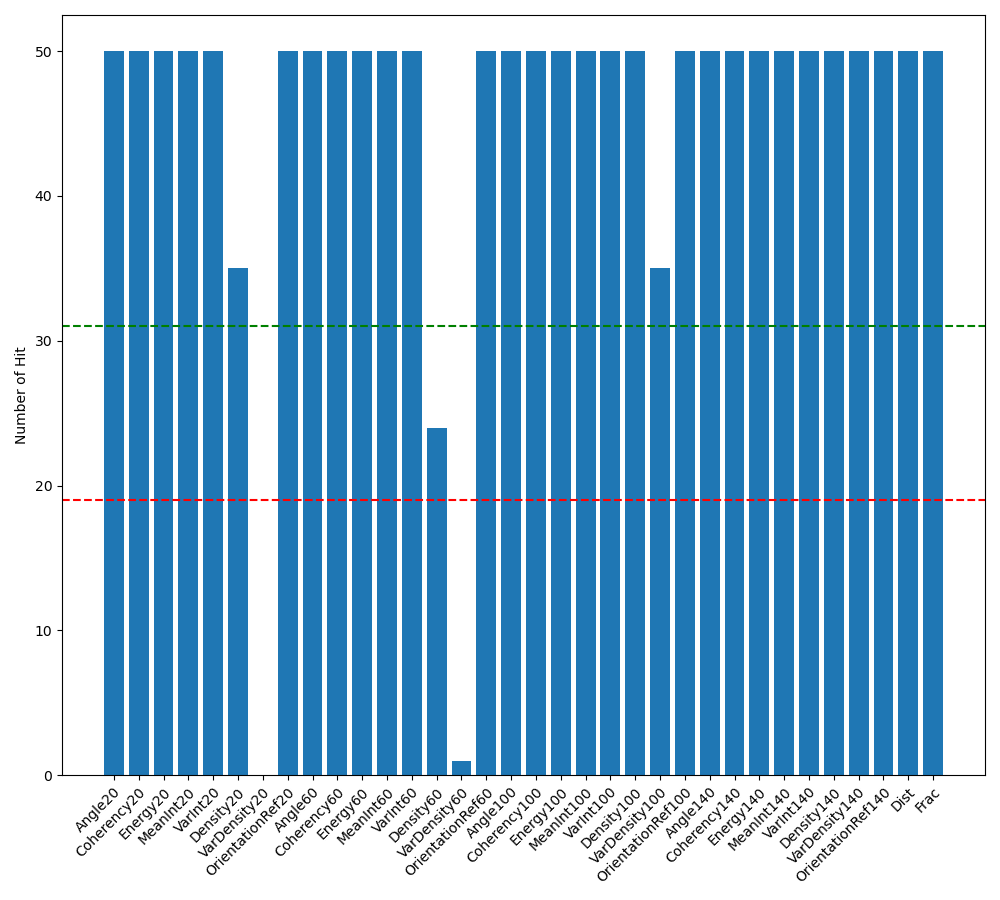 50
40
30
20
10
0
Number of Hit
Angle20
Coherency20
Energy20
MeanInt20
VarInt20
Density20
VarDensity20
OrientationRef20
Angle60
Coherency60
Energy60
MeanInt60
VarInt60
Density60
VarDensity60
OrientationRef60
Angle100
Coherency100
Energy100
MeanInt100
VarInt100
Density100
VarDensity100
OrientationRef100
Angle140
Coherency140
Energy140
MeanInt140
VarInt140
Density140
VarDensity140
OrientationRef140
Dist
Frac